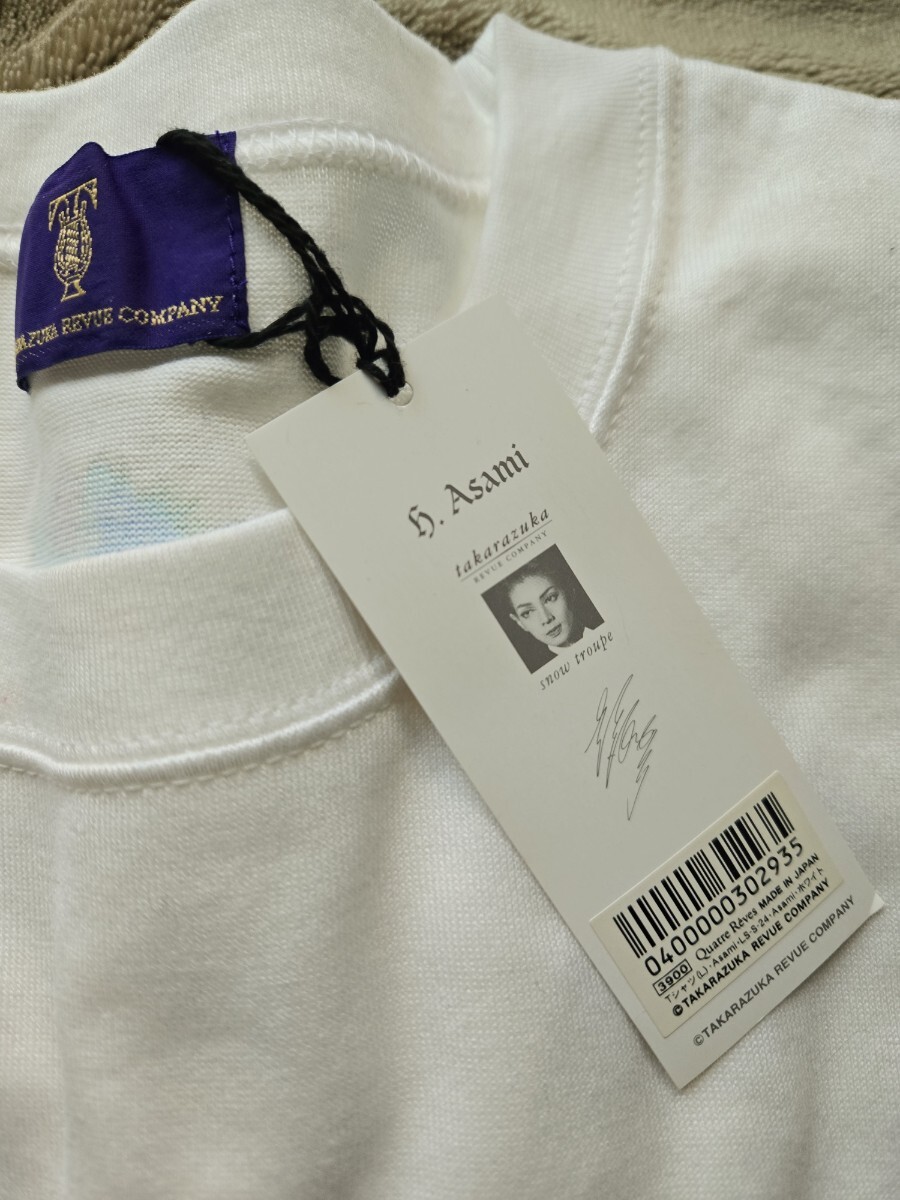 REVUE COMPANY
H. Asami
takarazuka
REVUE COMPANY
snow troupe
0400000302935
3900 Quatre Rêves MADE IN JAPAN
Tシャツ(L)・Asami・LS-S-24・Asami・ホワイト
©TAKARAZUKA REVUE COMPANY
©TAKARAZUKA REVUE COMPANY